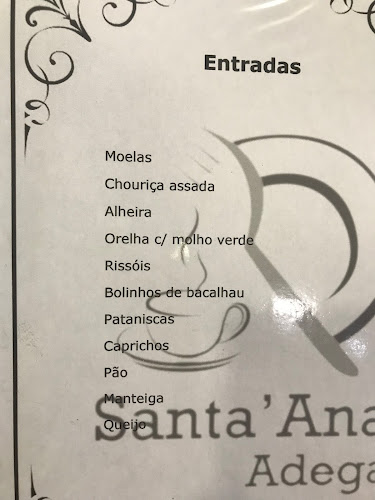 Entradas
Moelas
Chouriça assada
Alheira
Orelha c/ molho verde
Rissóis
Bolinhos de bacalhau
Pataniscas
Caprichos
Pão
Manteiga
Queijo
Santa'Ana
Adega